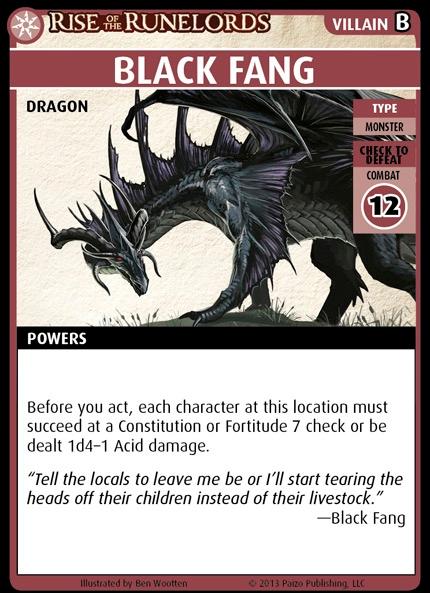 RISE OF THE RUNELORDS
VILLAIN B
BLACK FANG
DRAGON
TYPE
MONSTER
CHECK TO
DEFEAT
COMBAT
12
POWERS
Before you act, each character at this location must
succeed at a Constitution or Fortitude 7 check or be
dealt 1d4–1 Acid damage.
“Tell the locals to leave me be or I’ll start tearing the
heads off their children instead of their livestock.”
—Black Fang
Illustrated by Ben Wootten © 2013 Paizo Publishing, LLC